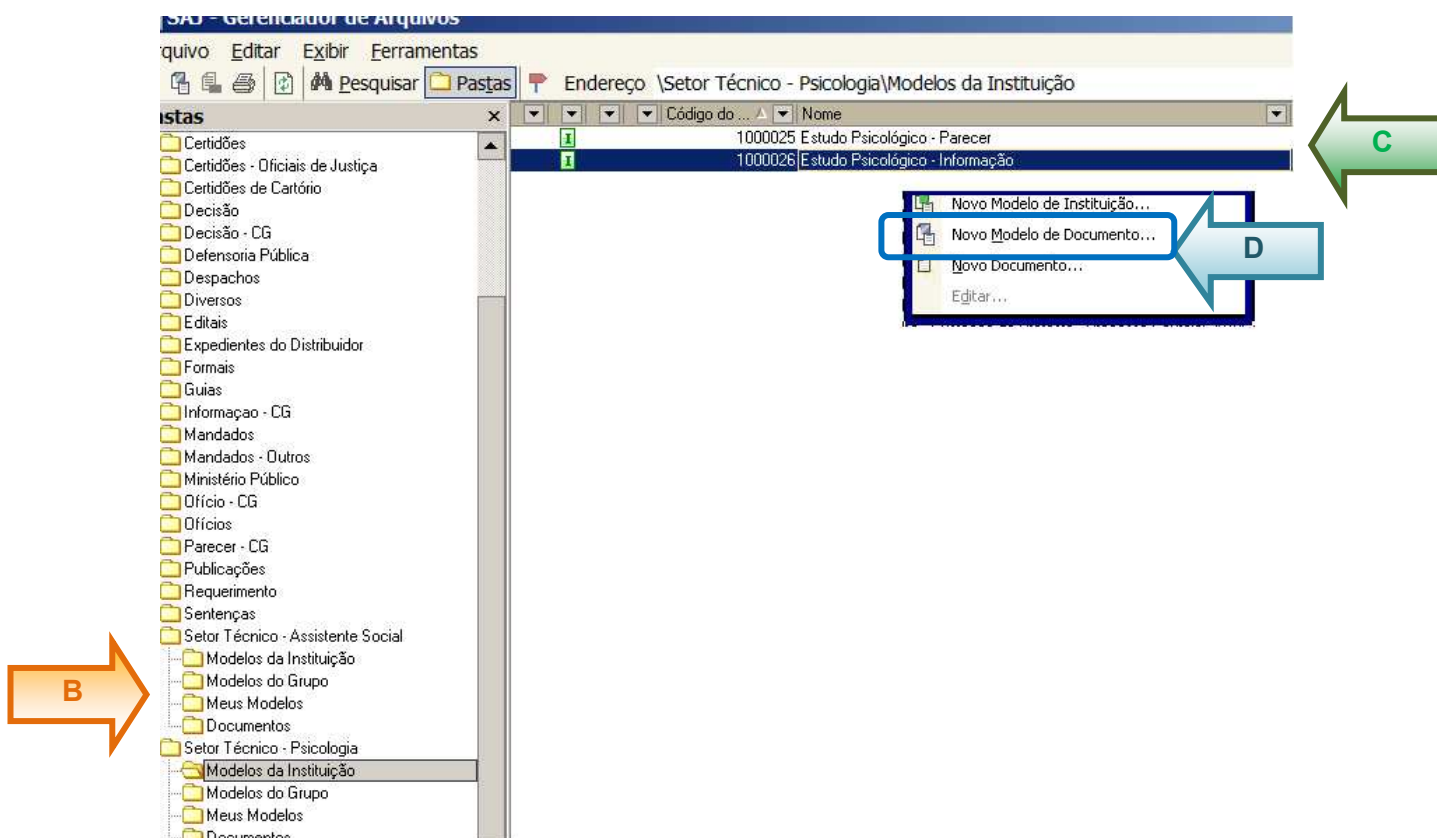 SAJ - Gerenciador de Arquivos
rquivo Editar Exibir Ferramentas
Pesquisar Pastas Endereço \Setor Técnico - Psicologia\Modelos da Instituição
astas × Código do ... Nome
Certidões
Certidões - Oficiais de Justiça
Certidões de Cartório
Decisão
Decisão - CG
Defensoria Pública
Despachos
Diversos
Editais
Expedientes do Distribuidor
Formais
Guias
Informaçao - CG
Mandados
Mandados - Outros
Ministério Público
Ofício - CG
Ofícios
Parecer - CG
Publicações
Requerimento
Sentenças
Setor Técnico - Assistente Social
Modelos da Instituição
Modelos do Grupo
Meus Modelos
Documentos
Setor Técnico - Psicologia
Modelos da Instituição
Modelos do Grupo
Meus Modelos
Documentos
1000025 Estudo Psicológico - Parecer
1000026 Estudo Psicológico - Informação
Novo Modelo de Instituição...
Novo Modelo de Documento...
Novo Documento...
Editar...
B
C
D